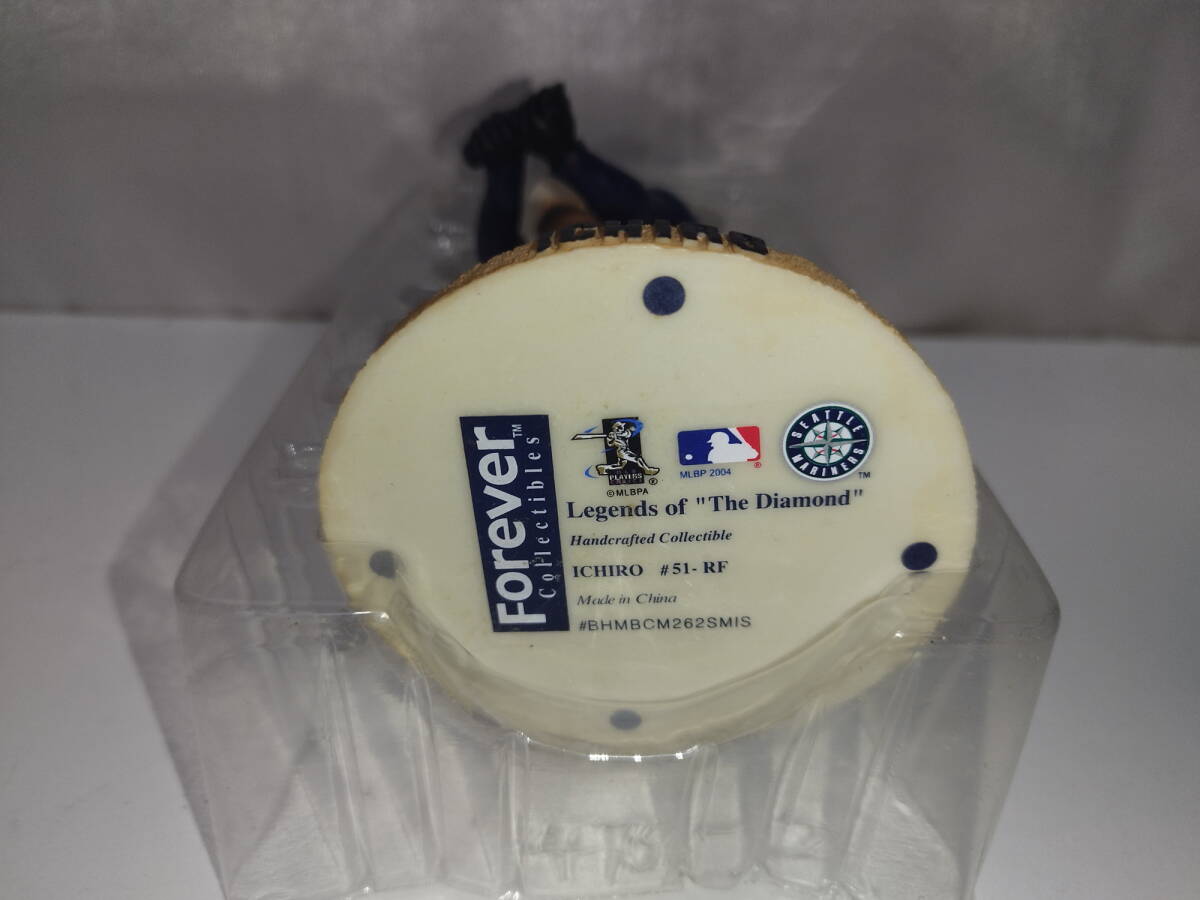 ICHIRO
Forever™
Collectibles
PLAYERS
®
©MLBPA
®
MLBP 2004
SEATTLE
MARINERS
™
Legends of "The Diamond"
Handcrafted Collectible
ICHIRO #51- RF
Made in China
#BHMBCM262SMIS